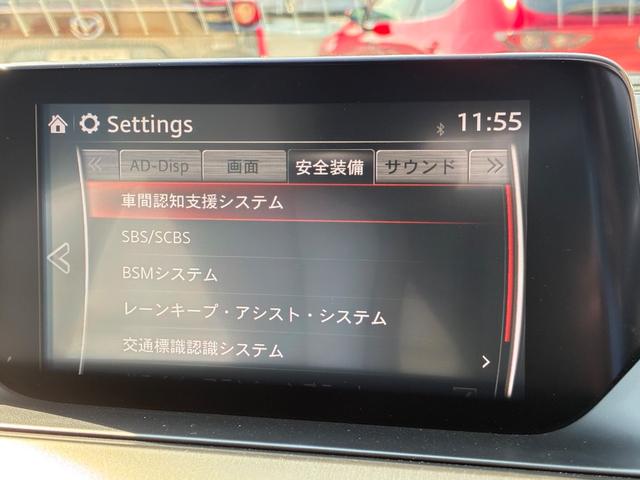 Settings 11:55
AD-Disp 画面 安全装備 サウンド
車間認知支援システム
SBS/SCBS
BSMシステム
レーンキープ・アシスト・システム
交通標識認識システム